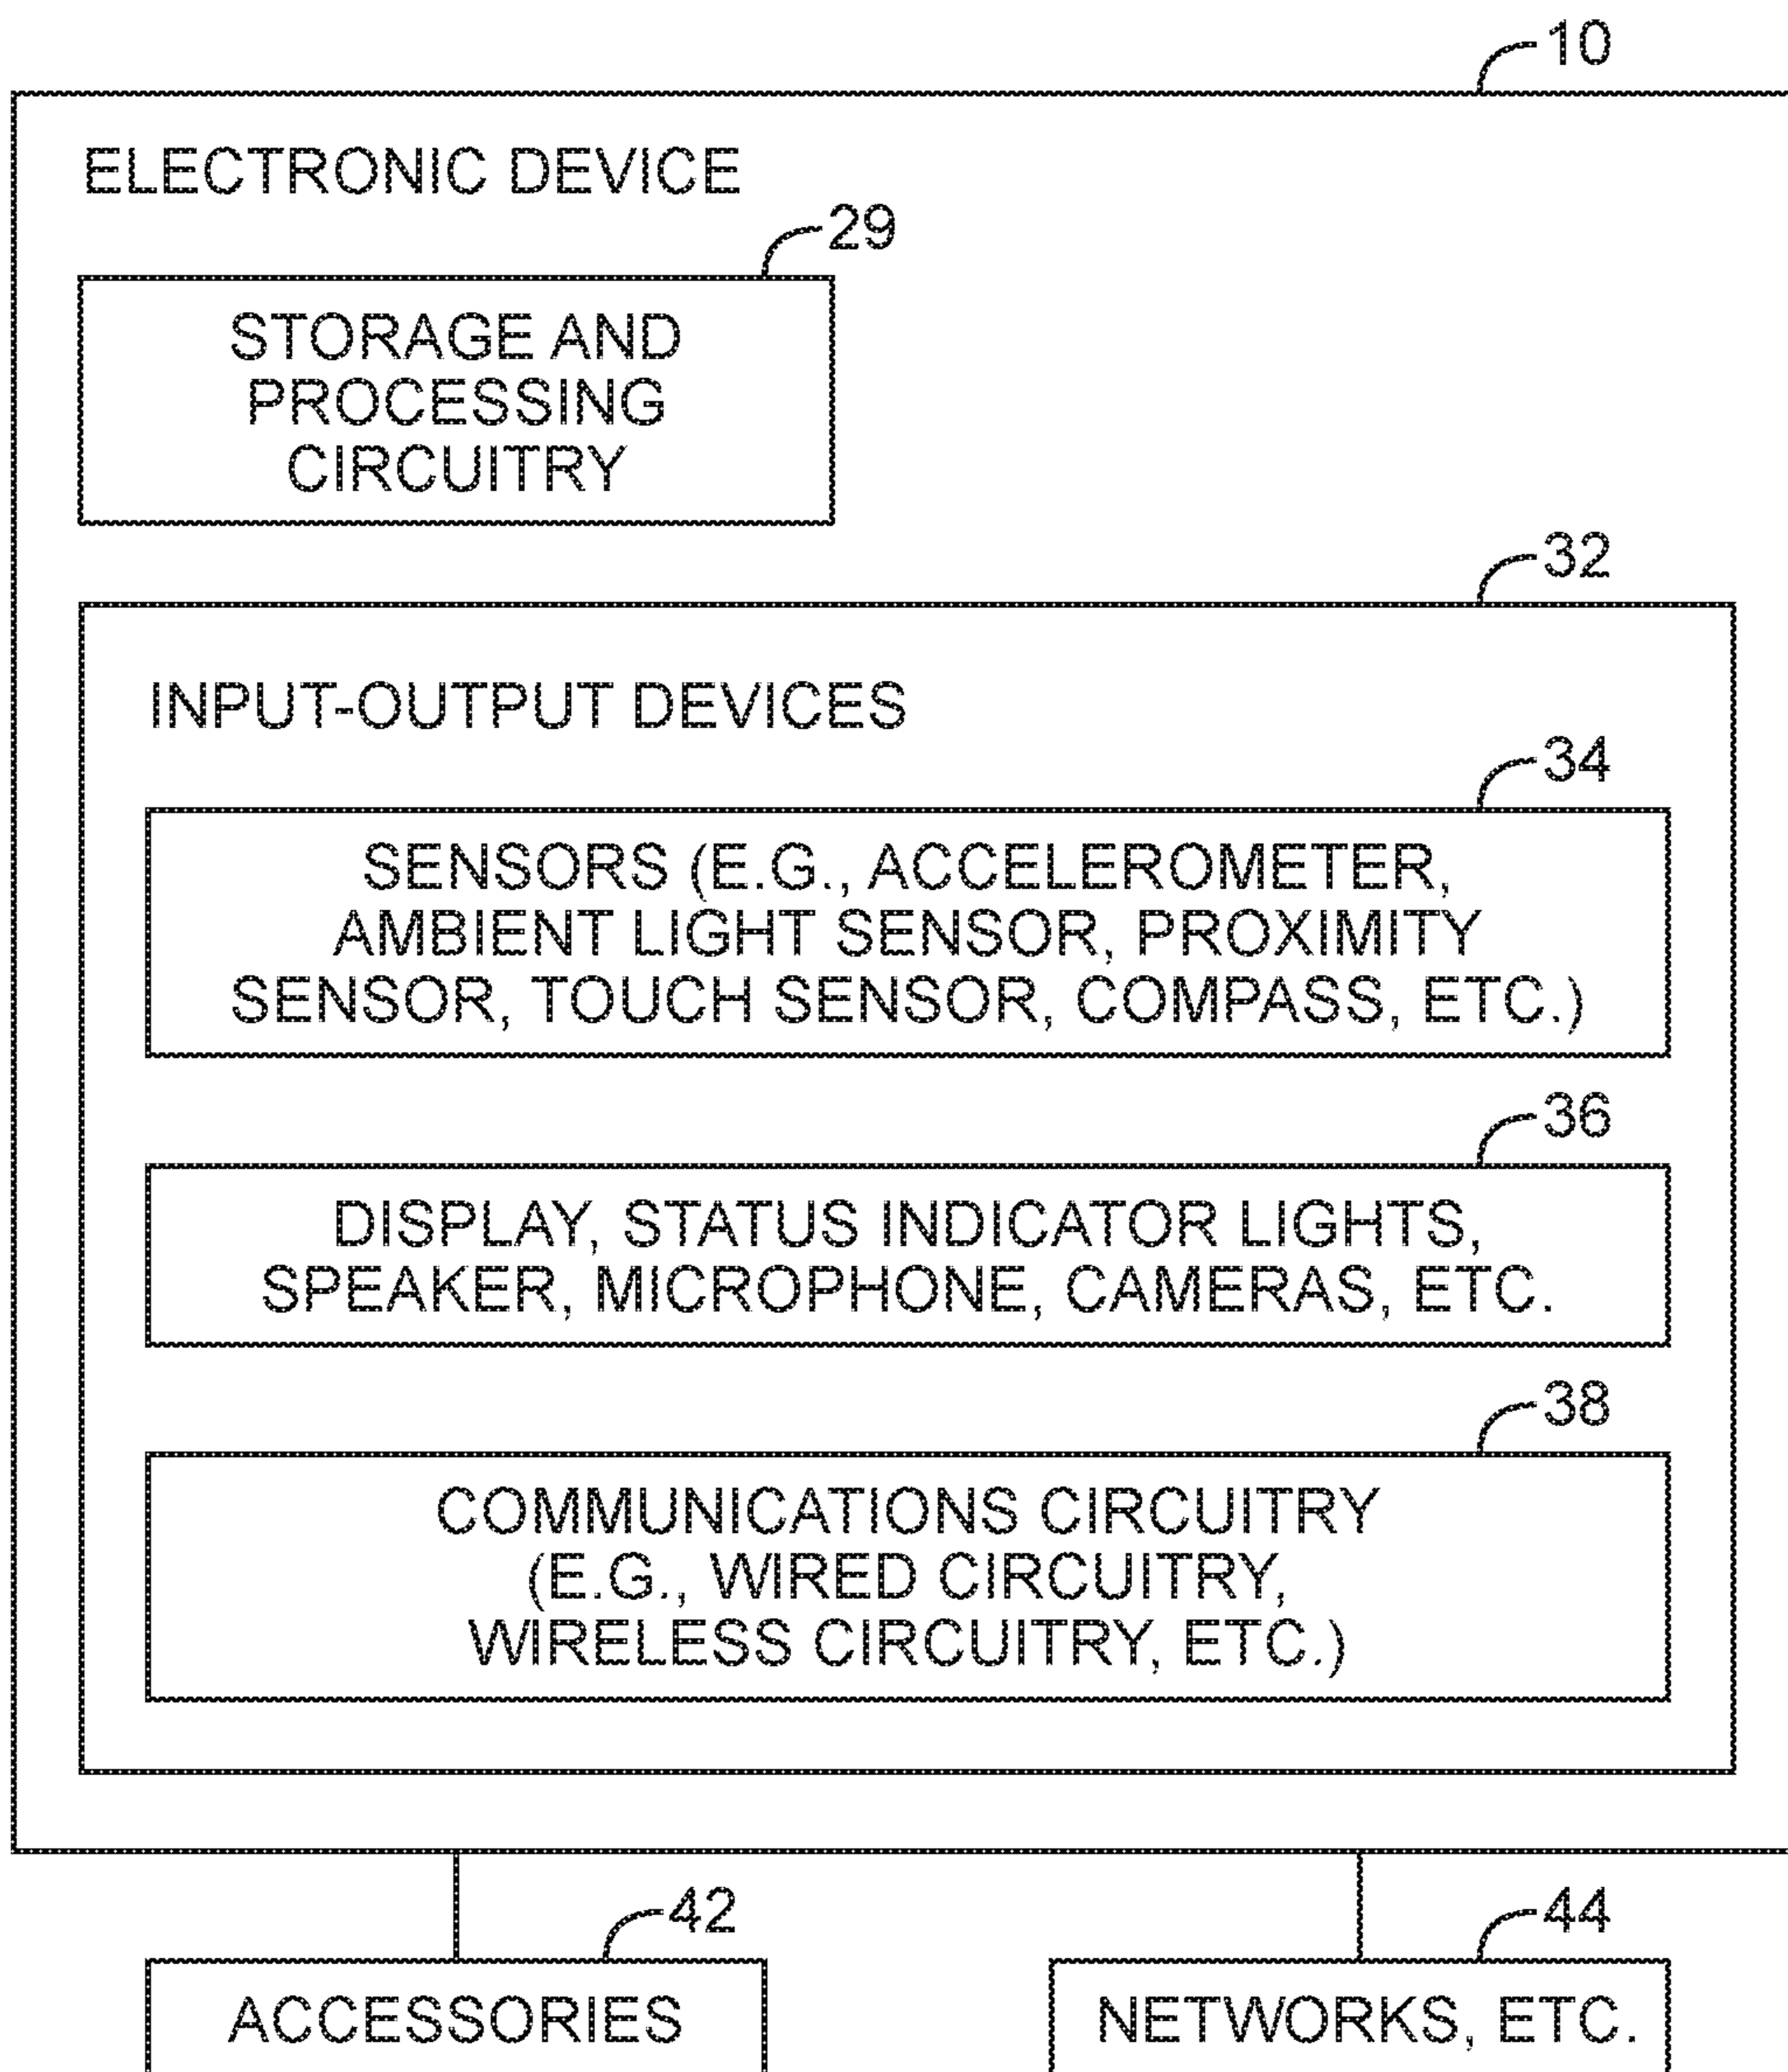 10
ELECTRONIC DEVICE
29
STORAGE AND
PROCESSING
CIRCUITRY
32
INPUT-OUTPUT DEVICES
34
SENSORS (E.G., ACCELEROMETER,
AMBIENT LIGHT SENSOR, PROXIMITY
SENSOR, TOUCH SENSOR, COMPASS, ETC.)
36
DISPLAY, STATUS INDICATOR LIGHTS,
SPEAKER, MICROPHONE, CAMERAS, ETC.
38
COMMUNICATIONS CIRCUITRY
(E.G., WIRED CIRCUITRY,
WIRELESS CIRCUITRY, ETC.)
42
ACCESSORIES
44
NETWORKS, ETC.